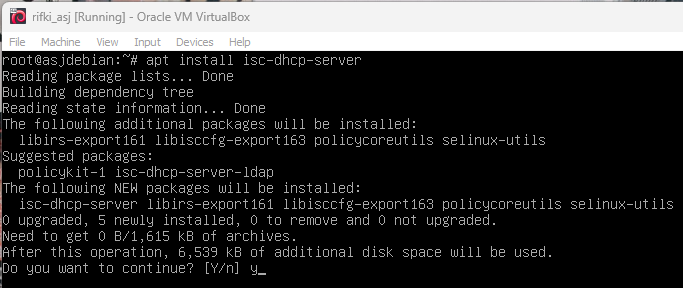 rifki_asj [Running] - Oracle VM VirtualBox
File Machine View Input Devices Help
root@asjdebian:~# apt install isc-dhcp-server
Reading package lists... Done
Building dependency tree
Reading state information... Done
The following additional packages will be installed:
  libirs-export161 libisccfg-export163 policycoreutils selinux-utils
Suggested packages:
  policykit-1 isc-dhcp-server-ldap
The following NEW packages will be installed:
  isc-dhcp-server libirs-export161 libisccfg-export163 policycoreutils selinux-utils
0 upgraded, 5 newly installed, 0 to remove and 0 not upgraded.
Need to get 0 B/1,615 kB of archives.
After this operation, 6,539 kB of additional disk space will be used.
Do you want to continue? [Y/n] y_